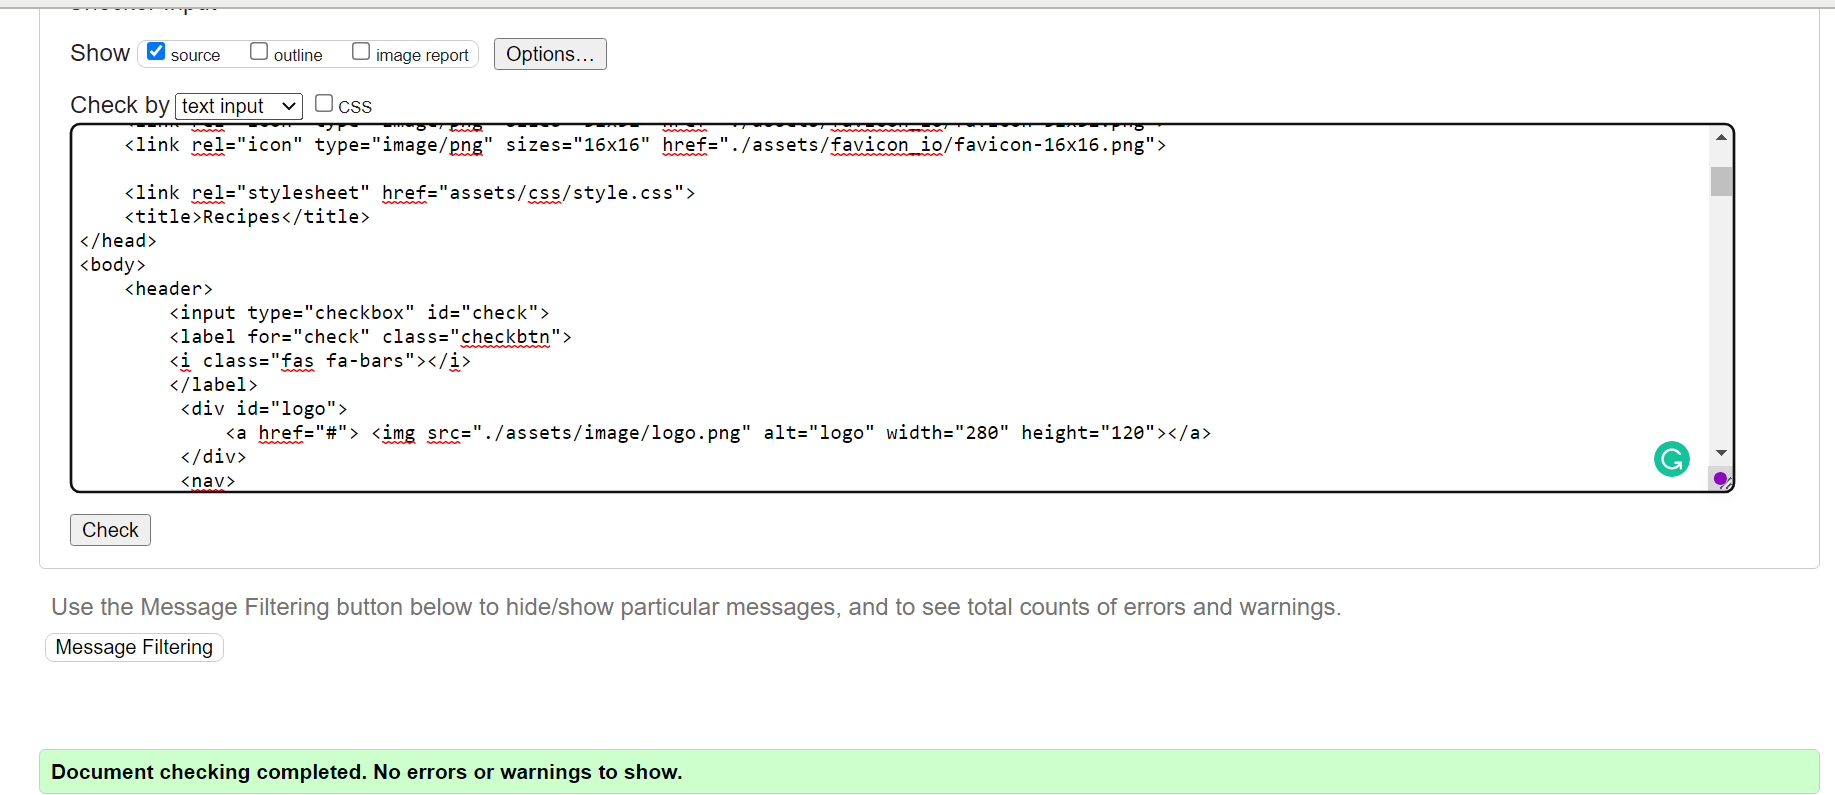 Show source outline image report Options...
Check by text input CSS
<link rel="icon" type="image/png" sizes="16x16" href="./assets/favicon_io/favicon-16x16.png">
<link rel="stylesheet" href="assets/css/style.css">
<title>Recipes</title>
</head>
<body>
<header>
<input type="checkbox" id="check">
<label for="check" class="checkbtn">
<i class="fas fa-bars"></i>
</label>
<div id="logo">
<a href="#"> <img src="./assets/image/logo.png" alt="logo" width="280" height="120"></a>
</div>
<nav>
Check
Use the Message Filtering button below to hide/show particular messages, and to see total counts of errors and warnings.
Message Filtering
Document checking completed. No errors or warnings to show.